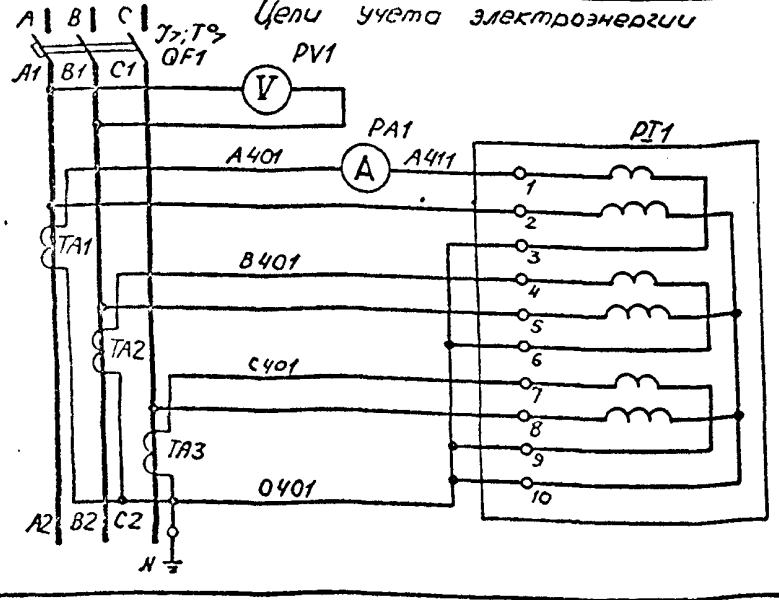 Цепи учета электроэнергии
A B C
I>; T°>
QF1
A1 B1 C1
PV1
V
PA1
A401
A
A411
PI1
1
2
3
TA1
B401
4
5
6
TA2
C401
7
8
9
TA3
10
0401
A2 B2 C2
N